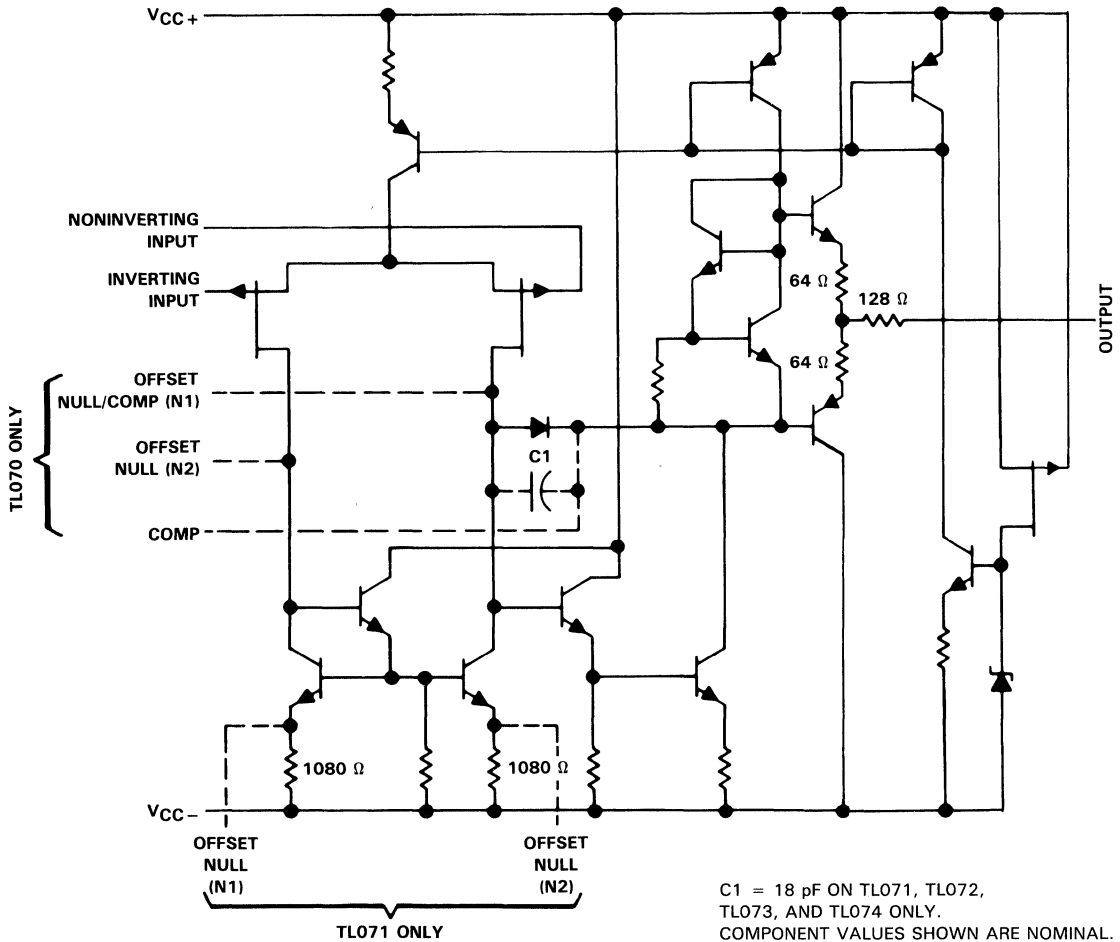 VCC+
NONINVERTING
INPUT
INVERTING
INPUT
64 Ω
128 Ω
OUTPUT
64 Ω
OFFSET
NULL/COMP (N1)
TL070 ONLY
OFFSET
NULL (N2)
C1
COMP
1080 Ω
1080 Ω
VCC−
OFFSET
NULL
(N1)
OFFSET
NULL
(N2)
TL071 ONLY
C1 = 18 pF ON TL071, TL072,
TL073, AND TL074 ONLY.
COMPONENT VALUES SHOWN ARE NOMINAL.